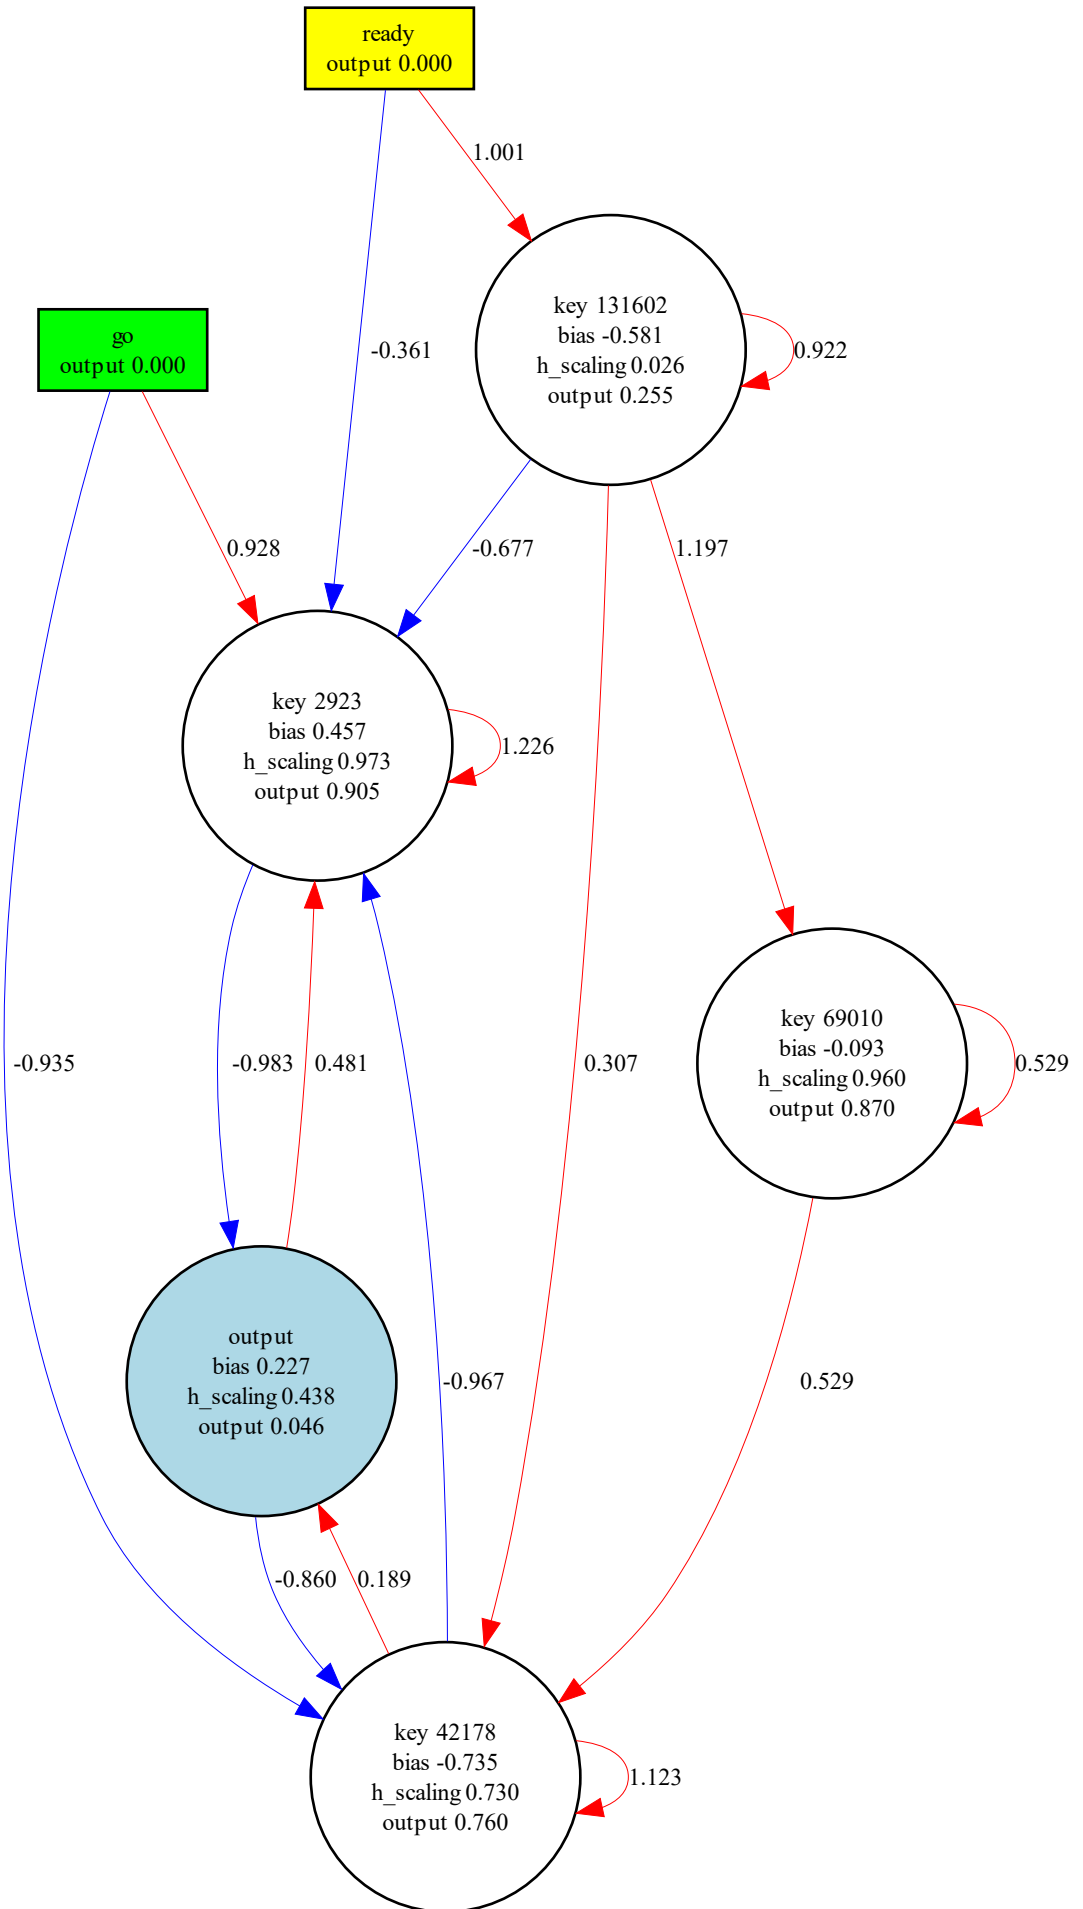 ready
output 0.000
1.001
key 131602
bias -0.581
h_scaling 0.026
output 0.255
0.922
go
output 0.000
-0.361
0.928
-0.677
1.197
key 2923
bias 0.457
h_scaling 0.973
output 0.905
1.226
key 69010
bias -0.093
h_scaling 0.960
output 0.870
0.529
-0.935
-0.983
0.481
0.307
output
bias 0.227
h_scaling 0.438
output 0.046
-0.967
0.529
-0.860
0.189
key 42178
bias -0.735
h_scaling 0.730
output 0.760
1.123